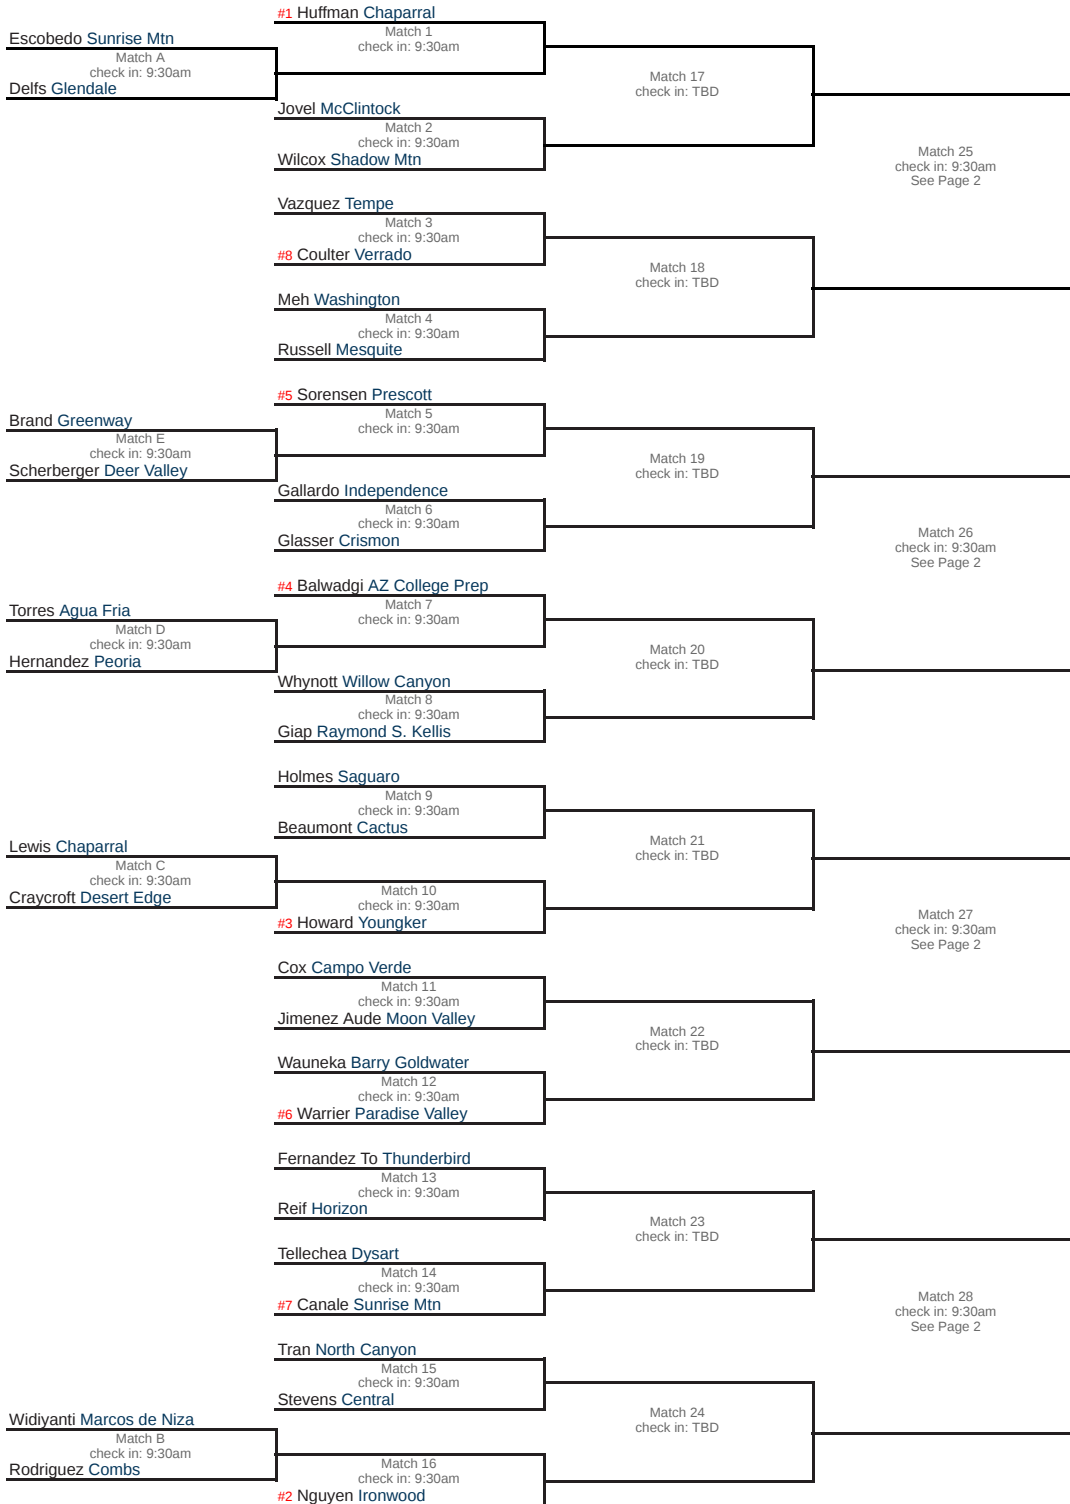 #1 Huffman Chaparral
Match 1
check in: 9:30am
Escobedo Sunrise Mtn
Match A
check in: 9:30am
Delfs Glendale
Match 17
check in: TBD
Jovel McClintock
Match 2
check in: 9:30am
Wilcox Shadow Mtn
Match 25
check in: 9:30am
See Page 2
Vazquez Tempe
Match 3
check in: 9:30am
#8 Coulter Verrado
Match 18
check in: TBD
Meh Washington
Match 4
check in: 9:30am
Russell Mesquite
#5 Sorensen Prescott
Match 5
check in: 9:30am
Brand Greenway
Match E
check in: 9:30am
Scherberger Deer Valley
Match 19
check in: TBD
Gallardo Independence
Match 6
check in: 9:30am
Glasser Crismon
Match 26
check in: 9:30am
See Page 2
#4 Balwadgi AZ College Prep
Match 7
check in: 9:30am
Torres Agua Fria
Match D
check in: 9:30am
Hernandez Peoria
Match 20
check in: TBD
Whynott Willow Canyon
Match 8
check in: 9:30am
Giap Raymond S. Kellis
Holmes Saguaro
Match 9
check in: 9:30am
Beaumont Cactus
Match 21
check in: TBD
Lewis Chaparral
Match C
check in: 9:30am
Craycroft Desert Edge
Match 10
check in: 9:30am
#3 Howard Youngker
Match 27
check in: 9:30am
See Page 2
Cox Campo Verde
Match 11
check in: 9:30am
Jimenez Aude Moon Valley
Match 22
check in: TBD
Wauneka Barry Goldwater
Match 12
check in: 9:30am
#6 Warrier Paradise Valley
Fernandez To Thunderbird
Match 13
check in: 9:30am
Reif Horizon
Match 23
check in: TBD
Tellechea Dysart
Match 14
check in: 9:30am
#7 Canale Sunrise Mtn
Match 28
check in: 9:30am
See Page 2
Tran North Canyon
Match 15
check in: 9:30am
Stevens Central
Match 24
check in: TBD
Widiyanti Marcos de Niza
Match B
check in: 9:30am
Rodriguez Combs
Match 16
check in: 9:30am
#2 Nguyen Ironwood